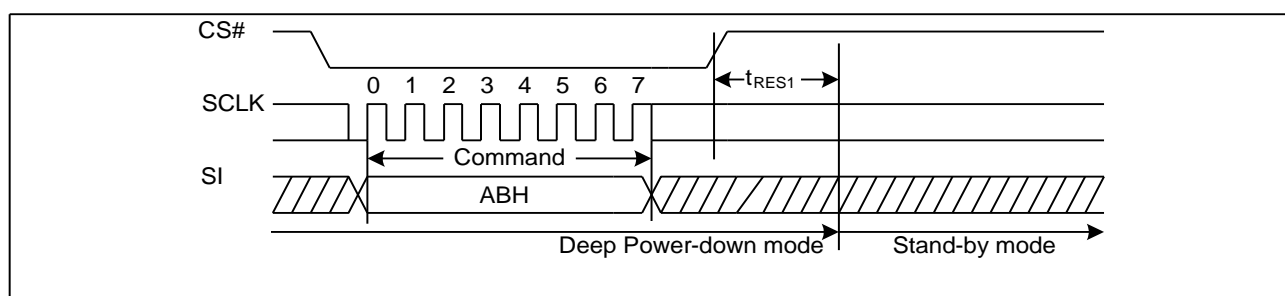 CS#
tRES1
0 1 2 3 4 5 6 7
SCLK
Command
SI
ABH
Deep Power-down mode Stand-by mode